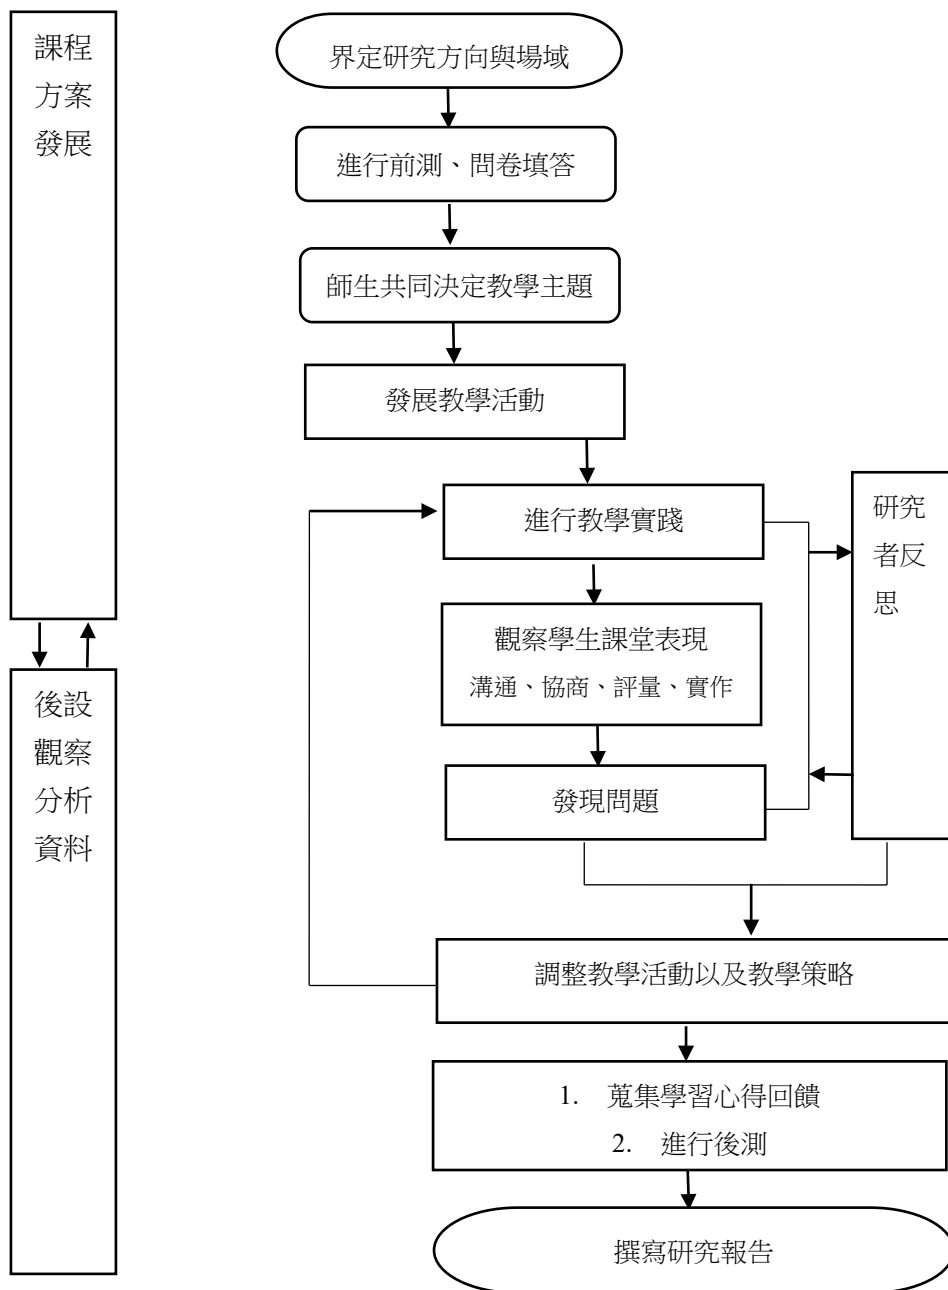 課程
方案
發展
界定研究方向與場域
進行前測、問卷填答
師生共同決定教學主題
發展教學活動
進行教學實踐
研究
者反
思
觀察學生課堂表現
溝通、協商、評量、實作
後設
觀察
分析
資料
發現問題
調整教學活動以及教學策略
1. 蒐集學習心得回饋
2. 進行後測
撰寫研究報告